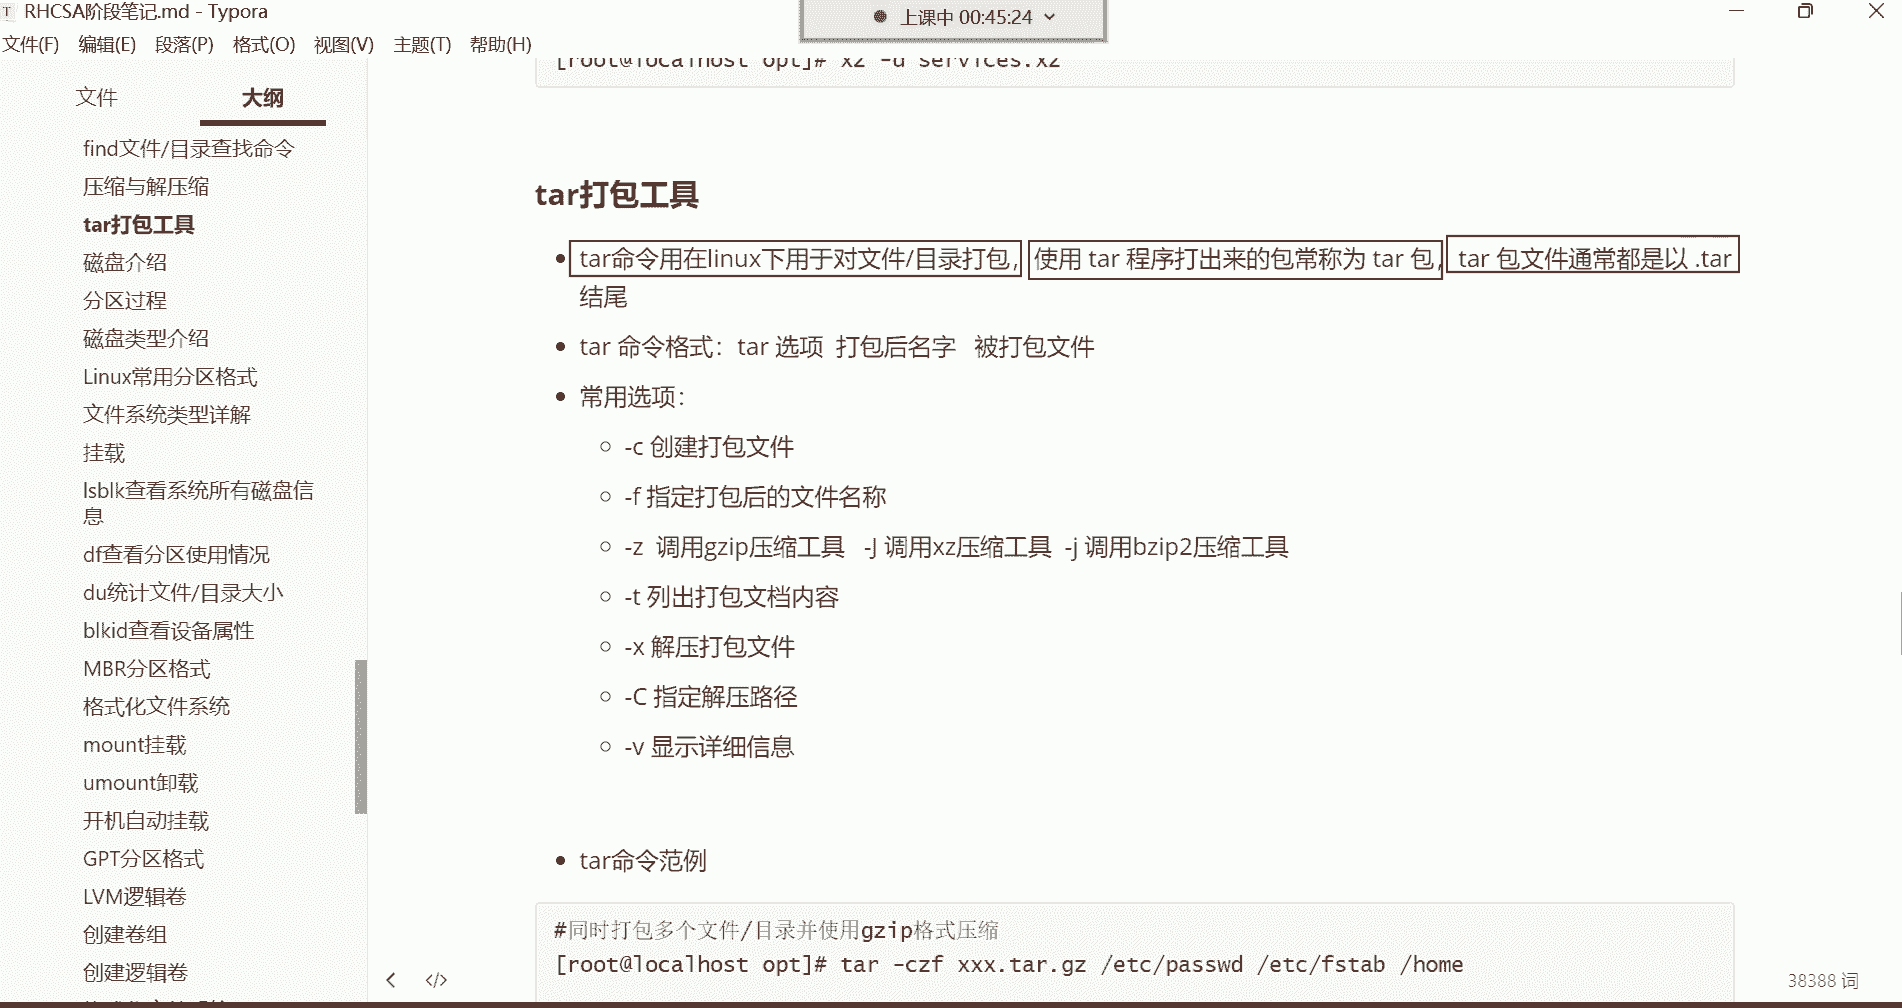 RHCSA阶段笔记.md - Typora
上课中 00:45:24
文件(F) 编辑(E) 段落(P) 格式(O) 视图(V) 主题(T) 帮助(H)
文件 大纲
find文件/目录查找命令
压缩与解压缩
tar打包工具
磁盘介绍
分区过程
磁盘类型介绍
Linux常用分区格式
文件系统类型详解
挂载
lsblk查看系统所有磁盘信
息
df查看分区使用情况
du统计文件/目录大小
blkid查看设备属性
MBR分区格式
格式化文件系统
mount挂载
umount卸载
开机自动挂载
GPT分区格式
LVM逻辑卷
创建卷组
创建逻辑卷
[root@localhost opt]# xz -d services.xz
tar打包工具
tar命令用在linux下用于对文件/目录打包，使用 tar 程序打出来的包常称为 tar 包，tar 包文件通常都是以 .tar
结尾
tar 命令格式：tar 选项 打包后名字 被打包文件
常用选项：
-c 创建打包文件
-f 指定打包后的文件名称
-z 调用gzip压缩工具 -J 调用xz压缩工具 -j 调用bzip2压缩工具
-t 列出打包文档内容
-x 解压打包文件
-C 指定解压路径
-v 显示详细信息
tar命令范例
#同时打包多个文件/目录并使用gzip格式压缩
[root@localhost opt]# tar -czf xxx.tar.gz /etc/passwd /etc/fstab /home
38388 词